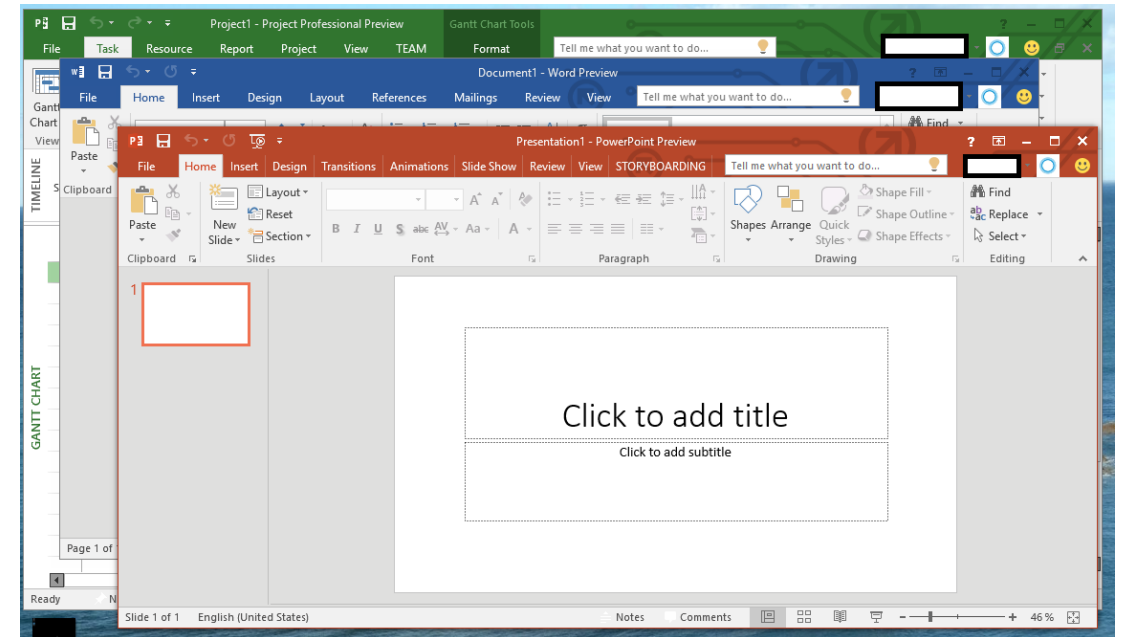 Project1 - Project Professional Preview
Gantt Chart Tools
?
File Task Resource Report Project View TEAM Format Tell me what you want to do...
Document1 - Word Preview
?
File Home Insert Design Layout References Mailings Review View Tell me what you want to do...
Gantt
Chart
View
TIMELINE
GANTT CHART
Ready
Find
Paste
Clipboard
Page 1 of
Presentation1 - PowerPoint Preview
?
File Home Insert Design Transitions Animations Slide Show Review View STORYBOARDING Tell me what you want to do...
Paste
Clipboard
New
Slide
Layout
Reset
Section
Slides
B I U S abc AV Aa A
Font
Paragraph
Shapes Arrange Quick
Styles
Shape Fill
Shape Outline
Shape Effects
Drawing
Find
Replace
Select
Editing
1
Click to add title
Click to add subtitle
Slide 1 of 1 English (United States) Notes Comments 46 %